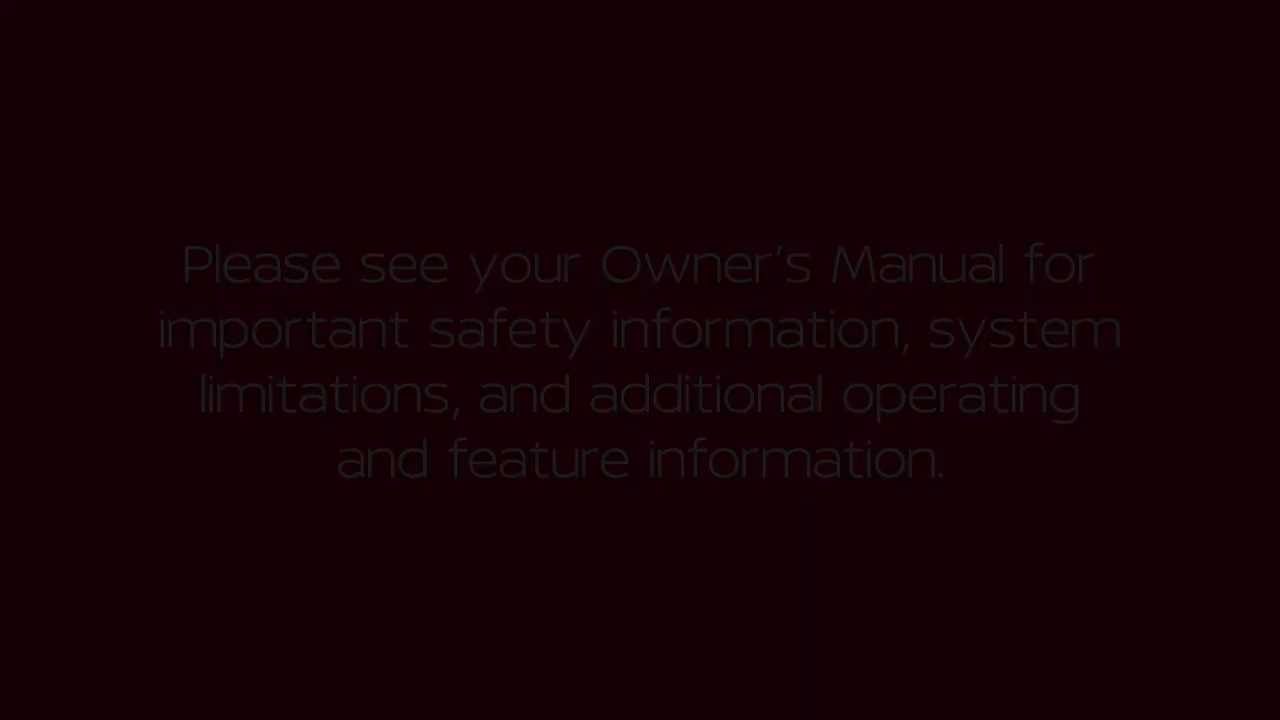 Please see your Owner’s Manual for
important safety information, system
limitations, and additional operating
and feature information.